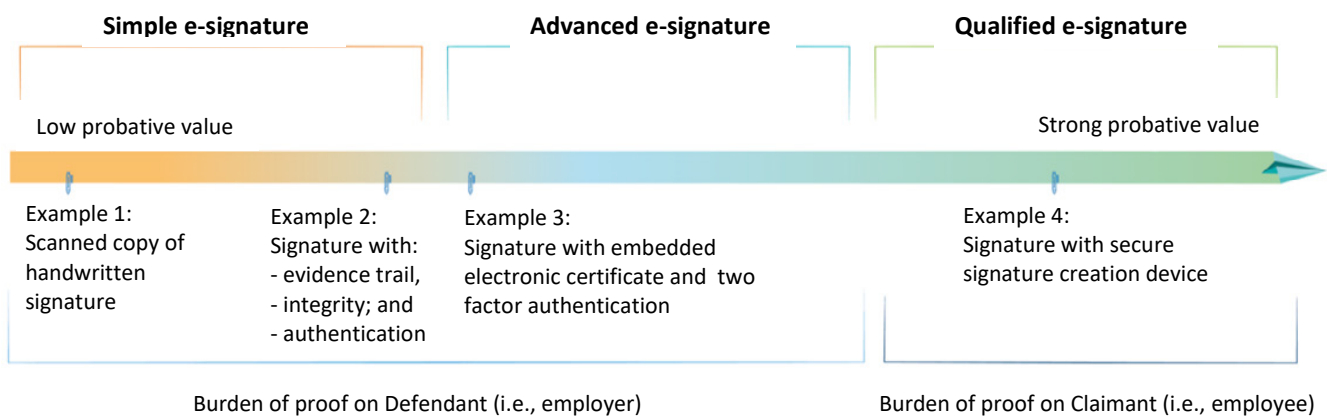 Simple e-signature
Advanced e-signature
Qualified e-signature
Low probative value
Strong probative value
Example 1:
Scanned copy of
handwritten
signature
Example 2:
Signature with:
- evidence trail,
- integrity; and
- authentication
Example 3:
Signature with embedded
electronic certificate and two
factor authentication
Example 4:
Signature with secure
signature creation device
Burden of proof on Defendant (i.e., employer)
Burden of proof on Claimant (i.e., employee)